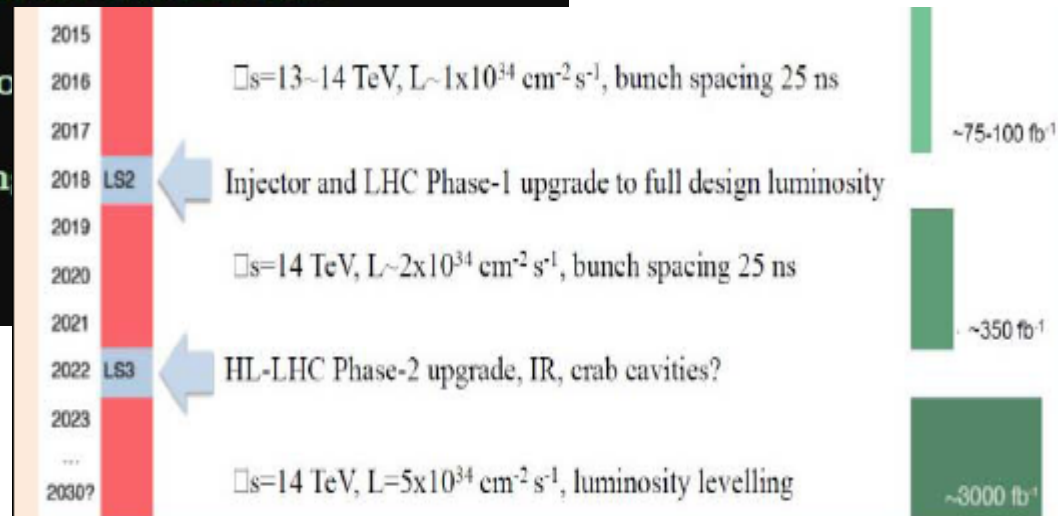 2015
2016
□s=13~14 TeV, L~1x10³⁴ cm⁻² s⁻¹, bunch spacing 25 ns
2017
~75-100 fb⁻¹
2018 LS2
Injector and LHC Phase-1 upgrade to full design luminosity
2019
2020
□s=14 TeV, L~2x10³⁴ cm⁻² s⁻¹, bunch spacing 25 ns
2021
~350 fb⁻¹
2022 LS3
HL-LHC Phase-2 upgrade, IR, crab cavities?
2023
...
2030?
□s=14 TeV, L=5x10³⁴ cm⁻² s⁻¹, luminosity levelling
~3000 fb⁻¹